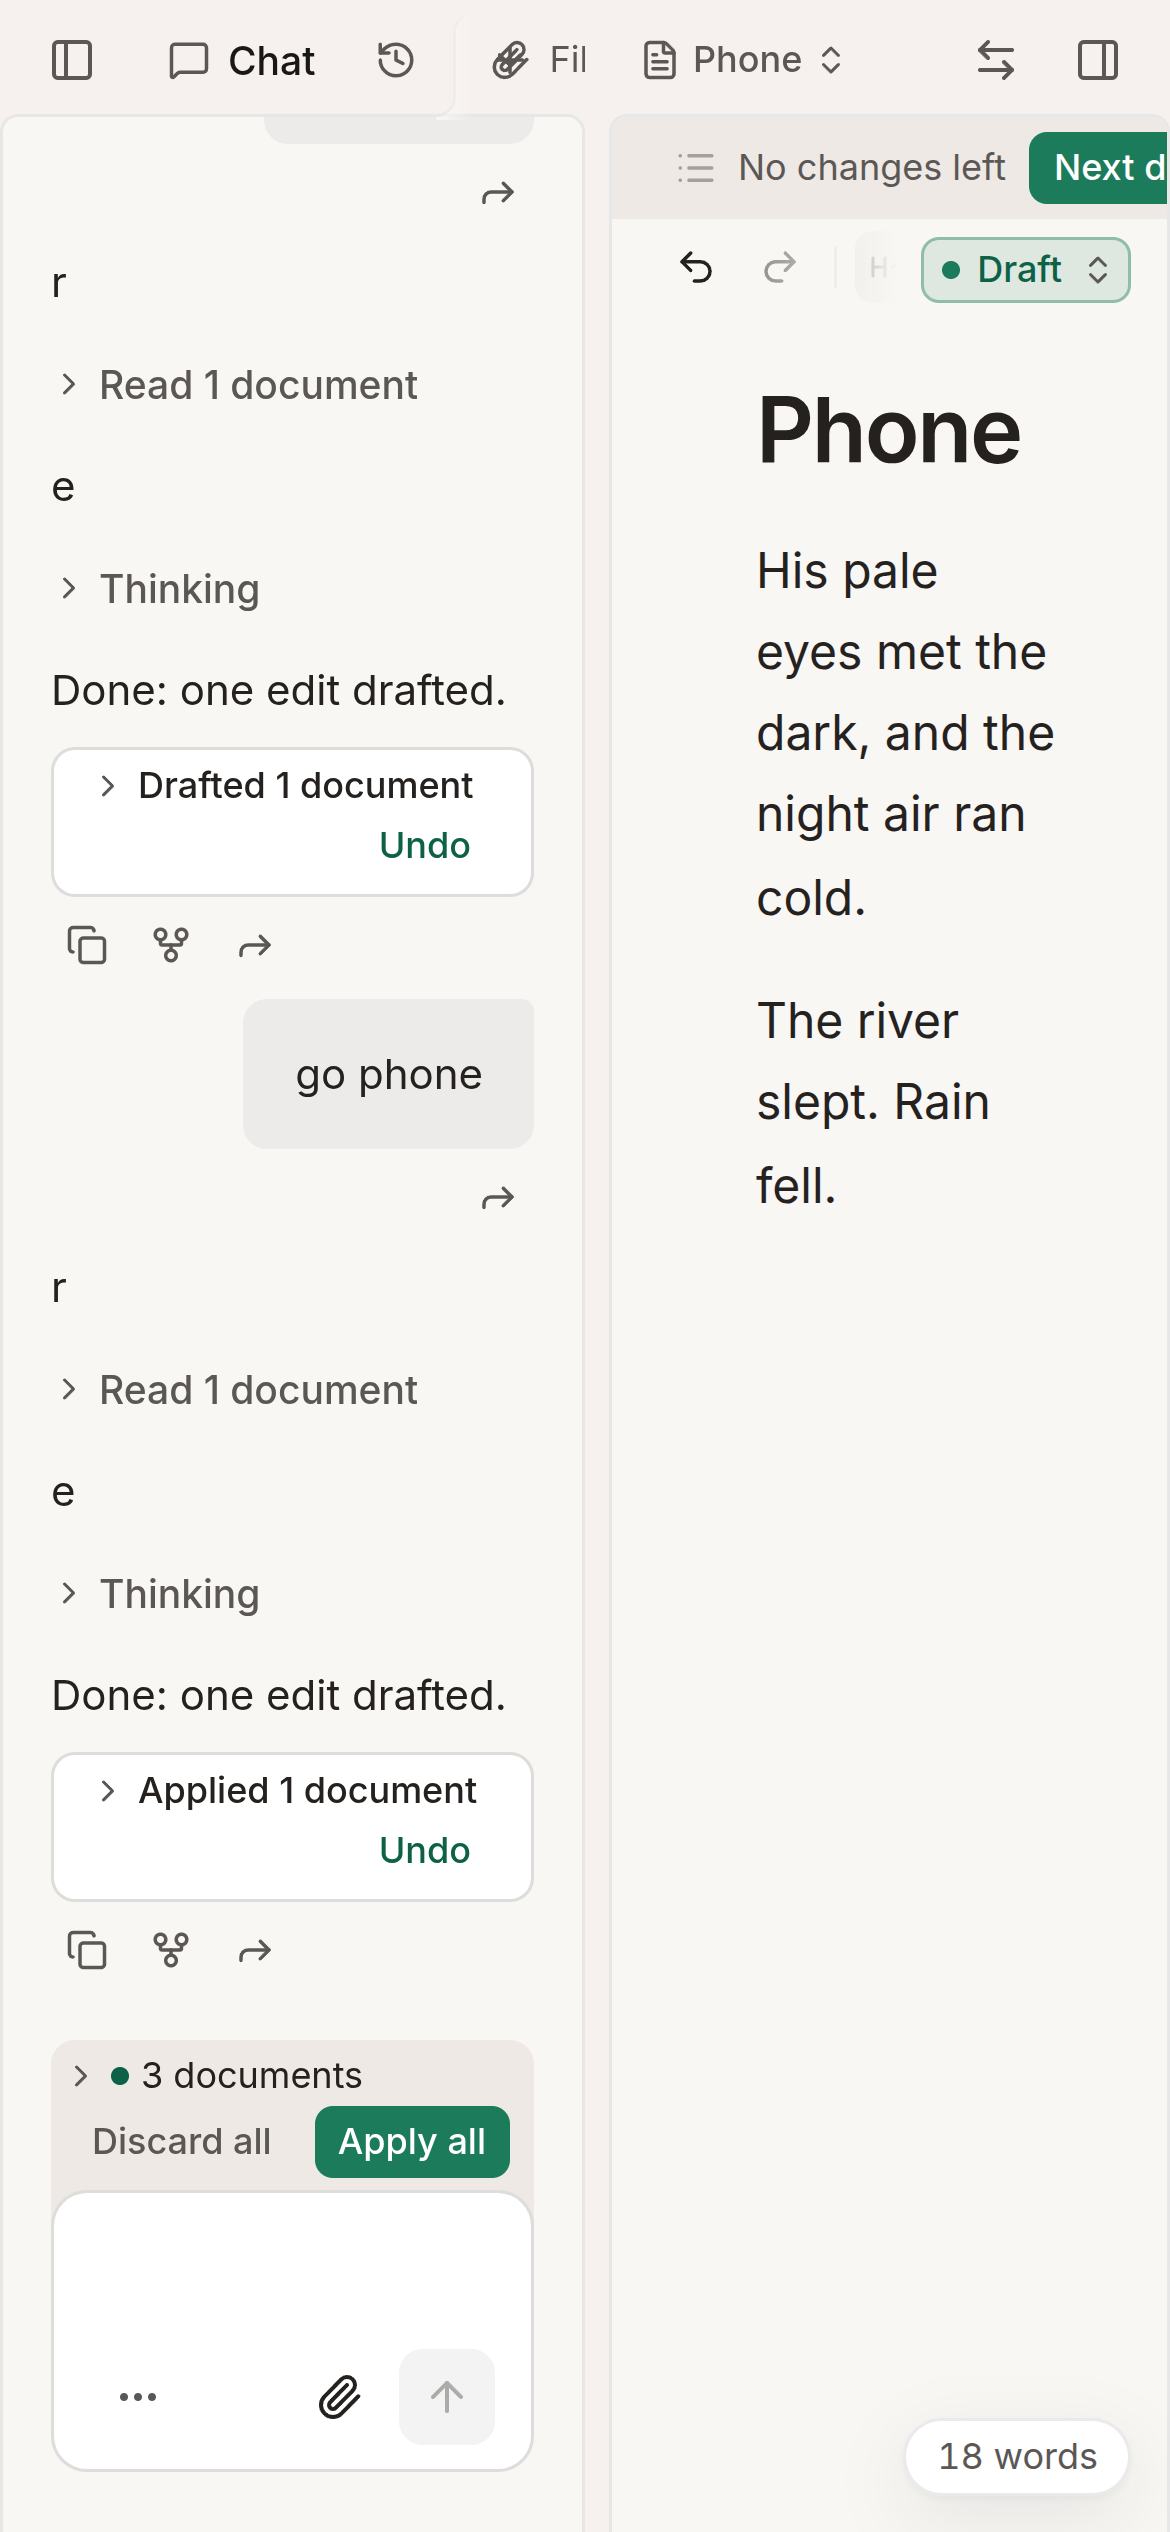 Chat
Fil
Phone
r
Read 1 document
e
Thinking
Done: one edit drafted.
Drafted 1 document
Undo
go phone
r
Read 1 document
e
Thinking
Done: one edit drafted.
Applied 1 document
Undo
3 documents
Discard all
Apply all
No changes left
Next d
H
Draft
Phone
His pale
eyes met the
dark, and the
night air ran
cold.
The river
slept. Rain
fell.
18 words